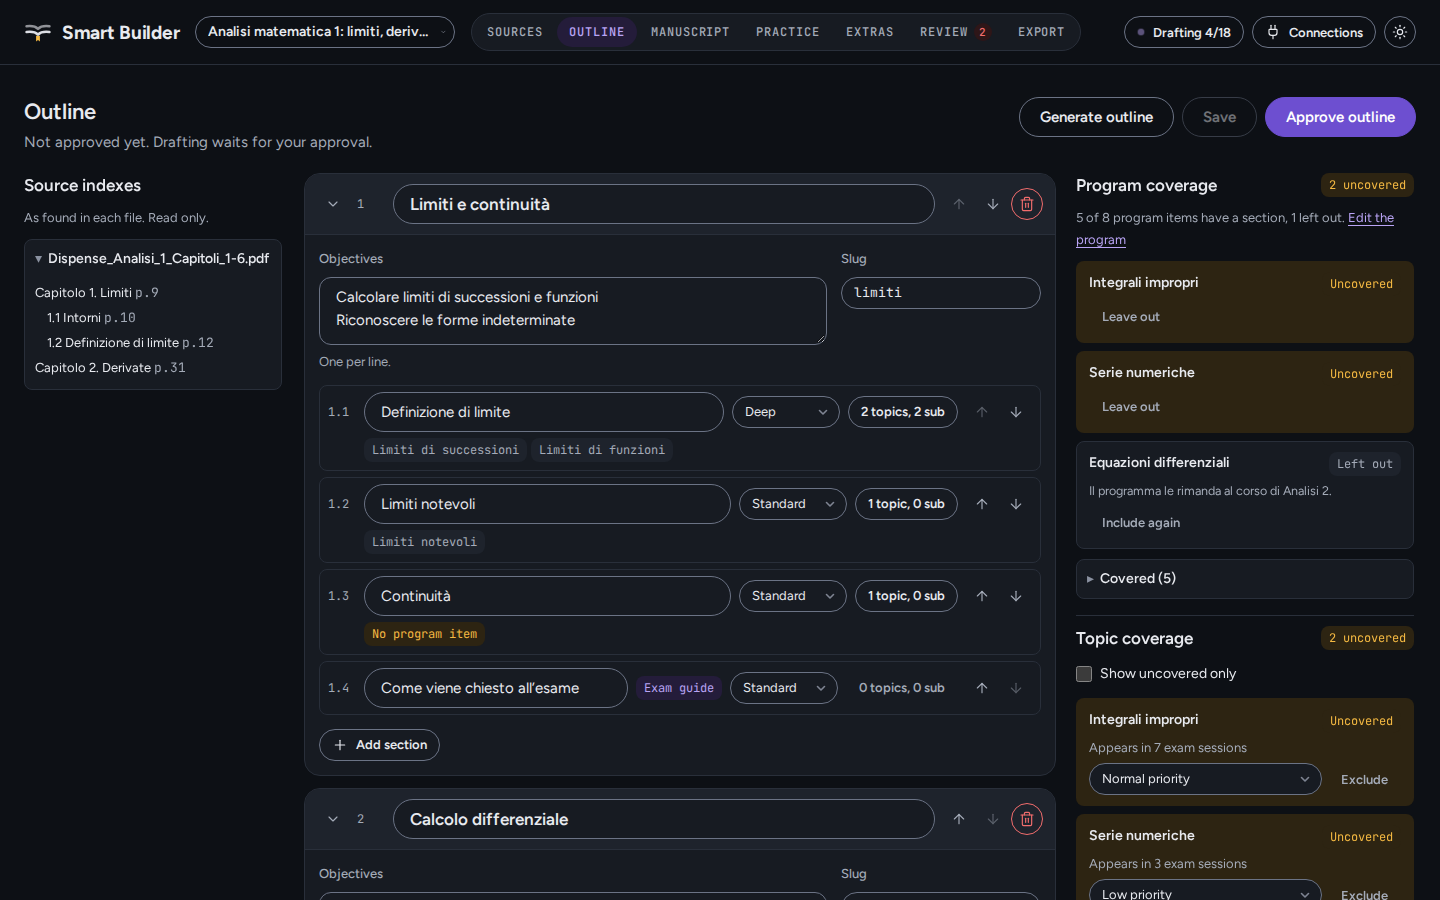 Smart Builder
Analisi matematica 1: limiti, deriv...
SOURCES
OUTLINE
MANUSCRIPT
PRACTICE
EXTRAS
REVIEW 2
EXPORT
Drafting 4/18
Connections
Outline
Not approved yet. Drafting waits for your approval.
Generate outline
Save
Approve outline
Source indexes
As found in each file. Read only.
Dispense_Analisi_1_Capitoli_1-6.pdf
Capitolo 1. Limiti p.9
1.1 Intorni p.10
1.2 Definizione di limite p.12
Capitolo 2. Derivate p.31
1
Limiti e continuità
Objectives
Slug
Calcolare limiti di successioni e funzioni
Riconoscere le forme indeterminate
limiti
One per line.
1.1
Definizione di limite
Deep
2 topics, 2 sub
Limiti di successioni
Limiti di funzioni
1.2
Limiti notevoli
Standard
1 topic, 0 sub
Limiti notevoli
1.3
Continuità
Standard
1 topic, 0 sub
No program item
1.4
Come viene chiesto all'esame
Exam guide
Standard
0 topics, 0 sub
Add section
2
Calcolo differenziale
Objectives
Slug
Program coverage
2 uncovered
5 of 8 program items have a section, 1 left out. Edit the
program
Integrali impropri
Uncovered
Leave out
Serie numeriche
Uncovered
Leave out
Equazioni differenziali
Left out
Il programma le rimanda al corso di Analisi 2.
Include again
Covered (5)
Topic coverage
2 uncovered
Show uncovered only
Integrali impropri
Uncovered
Appears in 7 exam sessions
Normal priority
Exclude
Serie numeriche
Uncovered
Appears in 3 exam sessions
Low priority
Exclude